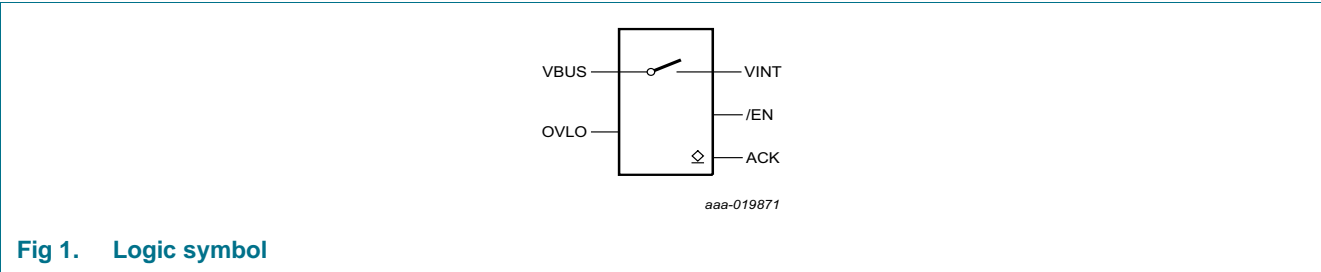 VBUS
VINT
/EN
OVLO
ACK
aaa-019871
Fig 1. Logic symbol